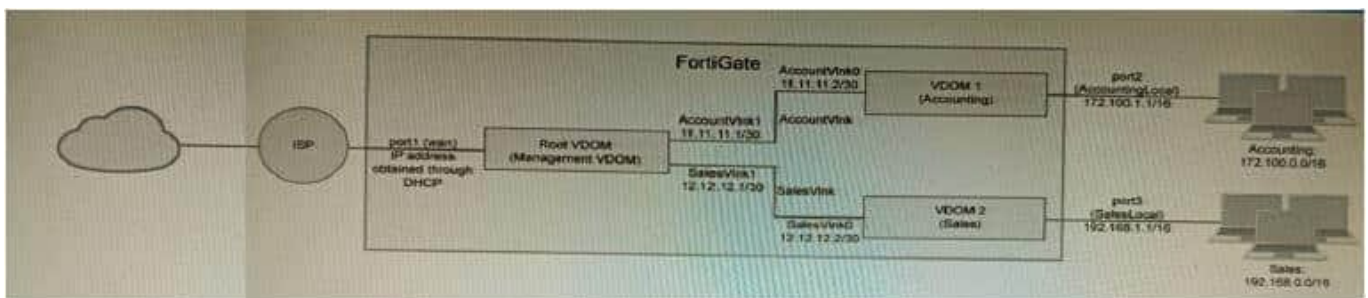 FortiGate
ISP
port1 (wan)
IP address
obtained through
DHCP
Root VDOM
(Management VDOM)
AccountVlnk1
11.11.11.1/30
SalesVlnk1
12.12.12.1/30
AccountVlnk0
11.11.11.2/30
AccountVlnk
SalesVlnk
SalesVlnk0
12.12.12.2/30
VDOM 1
(Accounting)
VDOM 2
(Sales)
port2
(AccountingLocal)
172.100.1.1/16
port3
(SalesLocal)
192.168.1.1/16
Accounting:
172.100.0.0/16
Sales:
192.168.0.0/16